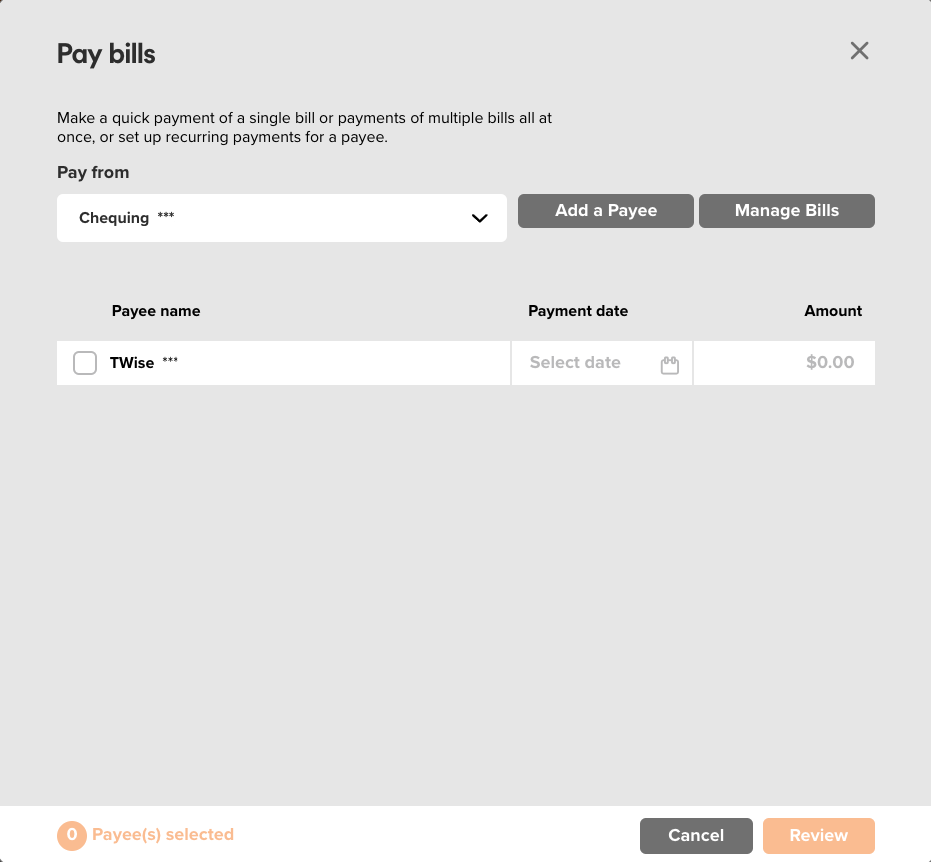 Pay bills
Make a quick payment of a single bill or payments of multiple bills all at
once, or set up recurring payments for a payee.
Pay from
Chequing ***
Add a Payee
Manage Bills
Payee name
Payment date
Amount
TWise ***
Select date
$0.00
0 Payee(s) selected
Cancel
Review